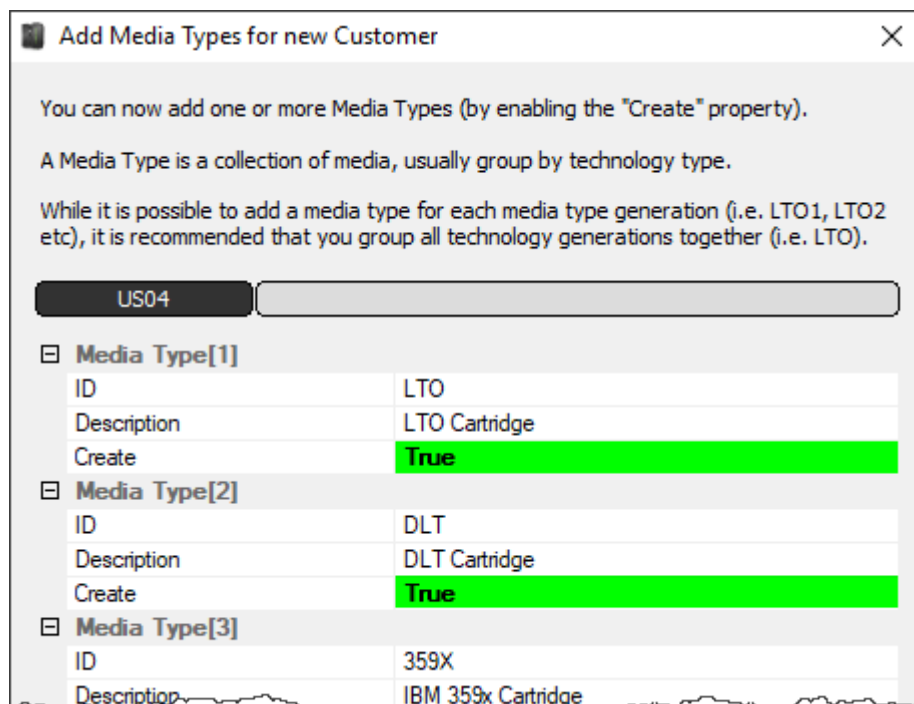 Add Media Types for new Customer
You can now add one or more Media Types (by enabling the "Create" property).
A Media Type is a collection of media, usually group by technology type.
While it is possible to add a media type for each media type generation (i.e. LTO1, LTO2
etc), it is recommended that you group all technology generations together (i.e. LTO).
US04
Media Type[1]
ID LTO
Description LTO Cartridge
Create True
Media Type[2]
ID DLT
Description DLT Cartridge
Create True
Media Type[3]
ID 359X
Description IBM 359x Cartridge